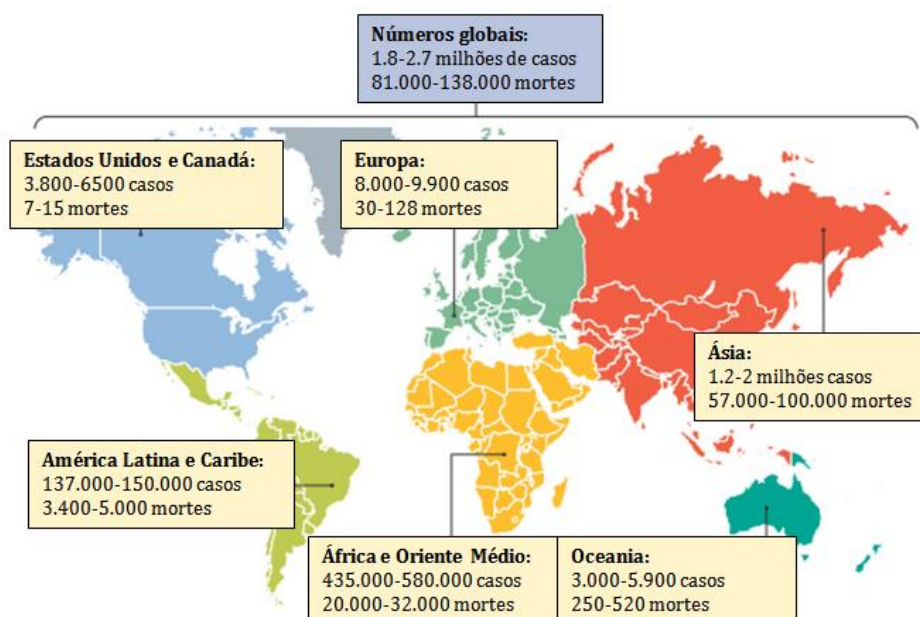 Números globais:
1.8-2.7 milhões de casos
81.000-138.000 mortes
Estados Unidos e Canadá:
3.800-6500 casos
7-15 mortes
Europa:
8.000-9.900 casos
30-128 mortes
Ásia:
1.2-2 milhões casos
57.000-100.000 mortes
América Latina e Caribe:
137.000-150.000 casos
3.400-5.000 mortes
África e Oriente Médio:
435.000-580.000 casos
20.000-32.000 mortes
Oceania:
3.000-5.900 casos
250-520 mortes